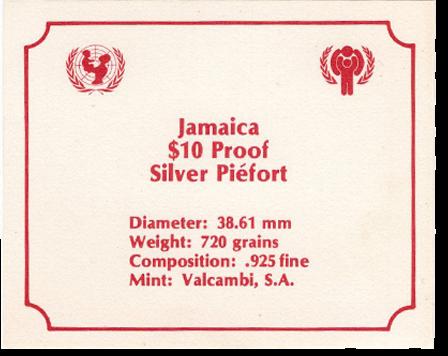 Jamaica
$10 Proof
Silver Piéfort
Diameter: 38.61 mm
Weight: 720 grains
Composition: .925 fine
Mint: Valcambi, S.A.